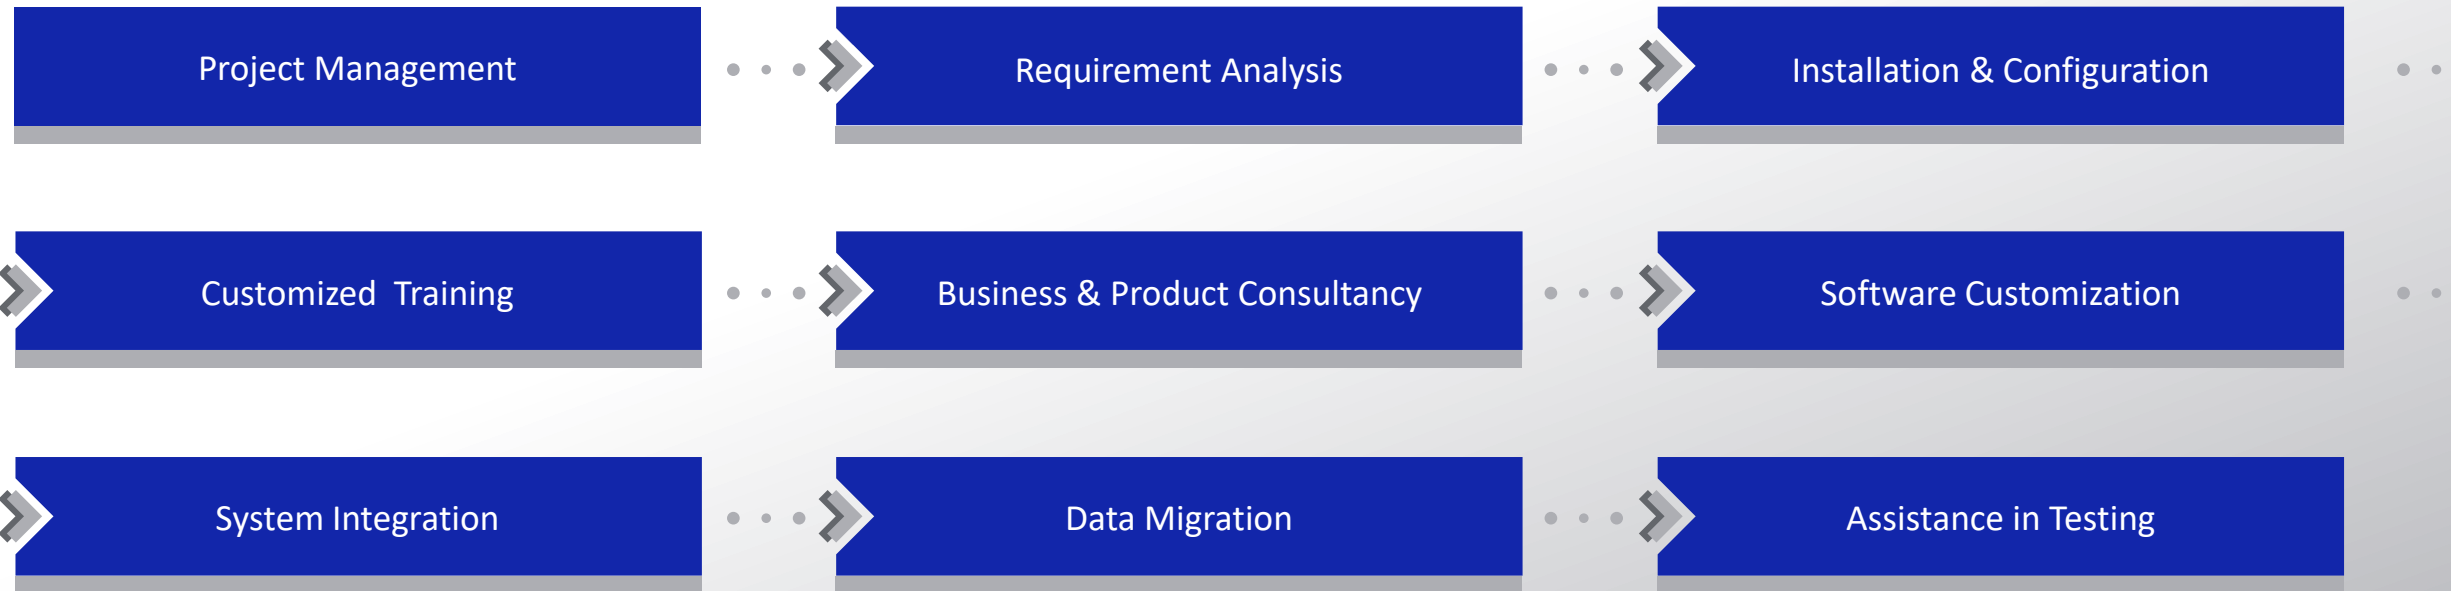 Project Management
Requirement Analysis
Installation & Configuration
Customized  Training
Business & Product Consultancy
Software Customization
System Integration
Data Migration
Assistance in Testing